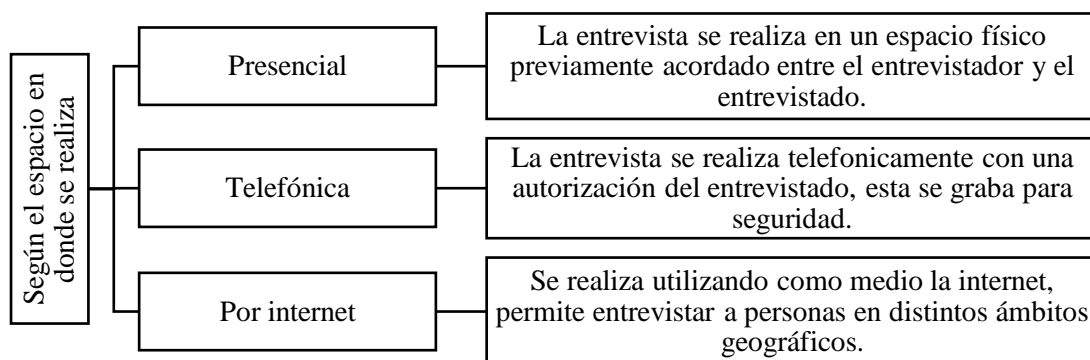 Según el espacio en
donde se realiza
Presencial
La entrevista se realiza en un espacio físico
previamente acordado entre el entrevistador y el
entrevistado.
Telefónica
La entrevista se realiza telefonicamente con una
autorización del entrevistado, esta se graba para
seguridad.
Por internet
Se realiza utilizando como medio la internet,
permite entrevistar a personas en distintos ámbitos
geográficos.